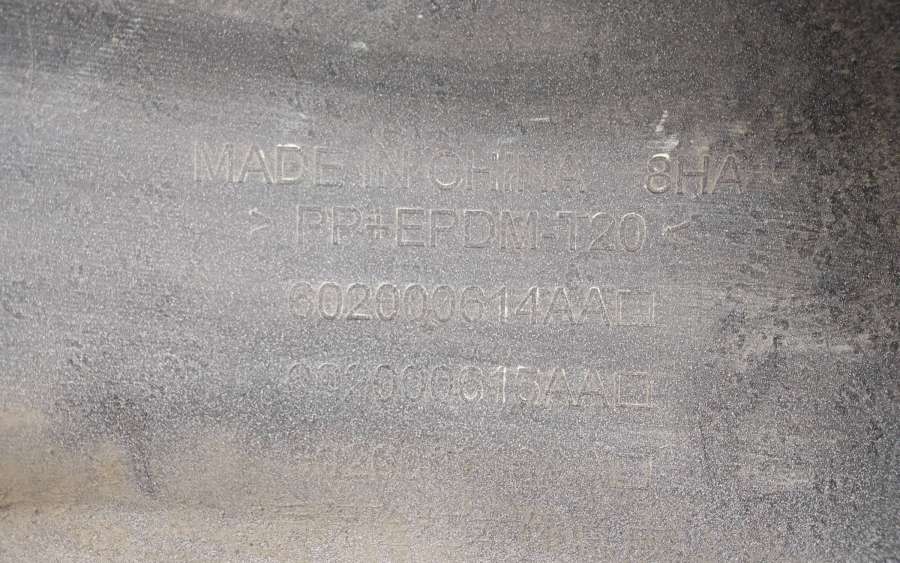 MADE IN CHINA 8HA
>PP+EPDM-T20<
602000614AA□
602000615AA□